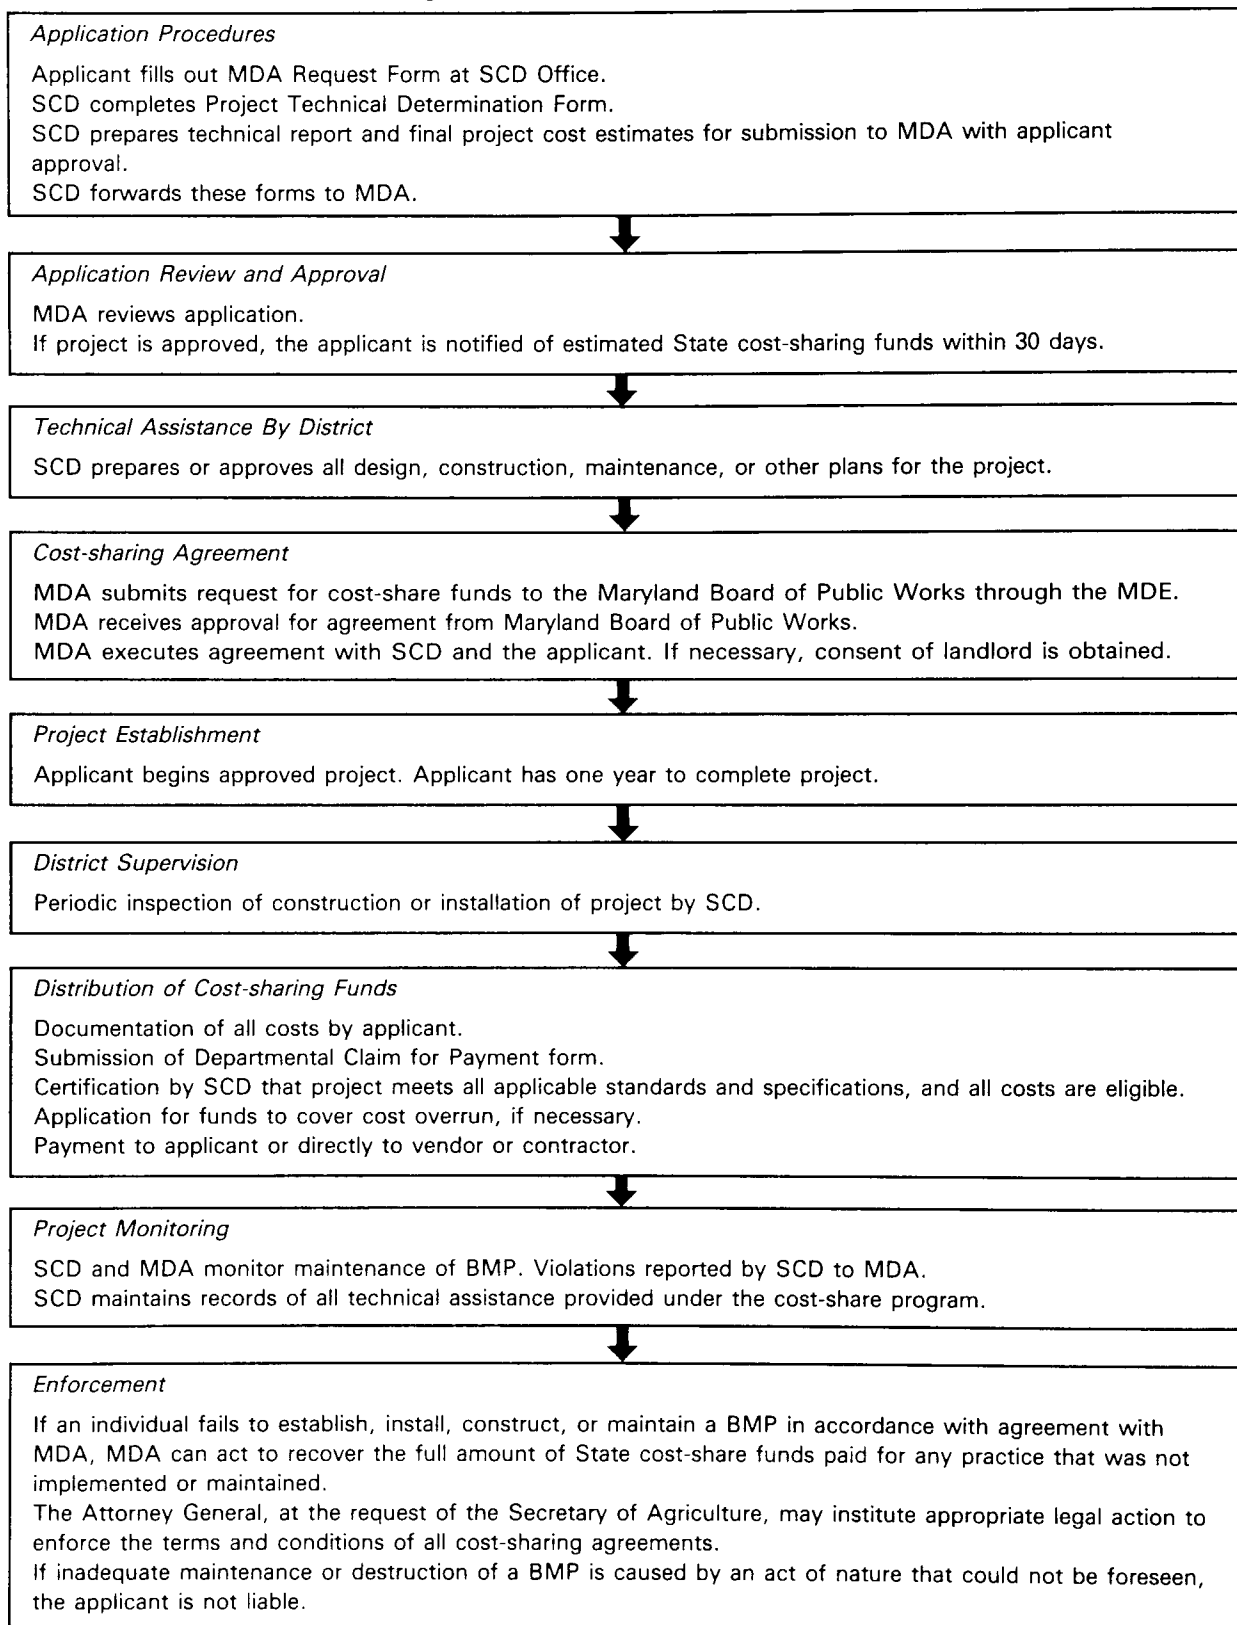 Application Procedures
Applicant fills out MDA Request Form at SCD Office.
SCD completes Project Technical Determination Form.
SCD prepares technical report and final project cost estimates for submission to MDA with applicant
approval.
SCD forwards these forms to MDA.
Application Review and Approval
MDA reviews application.
If project is approved, the applicant is notified of estimated State cost-sharing funds within 30 days.
Technical Assistance By District
SCD prepares or approves all design, construction, maintenance, or other plans for the project.
Cost-sharing Agreement
MDA submits request for cost-share funds to the Maryland Board of Public Works through the MDE.
MDA receives approval for agreement from Maryland Board of Public Works.
MDA executes agreement with SCD and the applicant. If necessary, consent of landlord is obtained.
Project Establishment
Applicant begins approved project. Applicant has one year to complete project.
District Supervision
Periodic inspection of construction or installation of project by SCD.
Distribution of Cost-sharing Funds
Documentation of all costs by applicant.
Submission of Departmental Claim for Payment form.
Certification by SCD that project meets all applicable standards and specifications, and all costs are eligible.
Application for funds to cover cost overrun, if necessary.
Payment to applicant or directly to vendor or contractor.
Project Monitoring
SCD and MDA monitor maintenance of BMP. Violations reported by SCD to MDA.
SCD maintains records of all technical assistance provided under the cost-share program.
Enforcement
If an individual fails to establish, install, construct, or maintain a BMP in accordance with agreement with
MDA, MDA can act to recover the full amount of State cost-share funds paid for any practice that was not
implemented or maintained.
The Attorney General, at the request of the Secretary of Agriculture, may institute appropriate legal action to
enforce the terms and conditions of all cost-sharing agreements.
If inadequate maintenance or destruction of a BMP is caused by an act of nature that could not be foreseen,
the applicant is not liable.